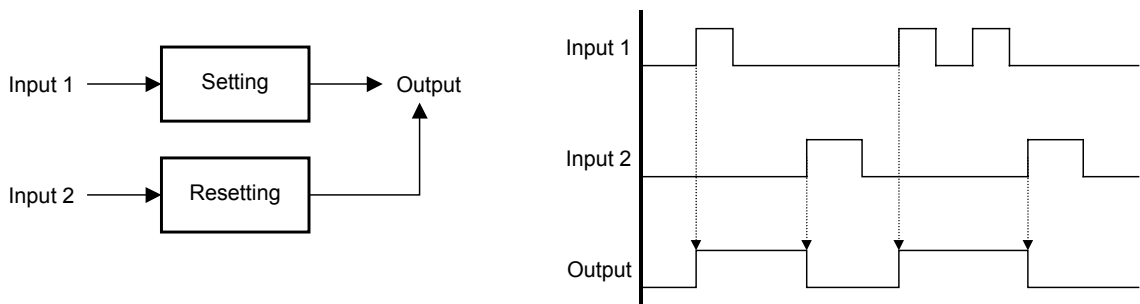 Input 1
Setting
Output
Input 2
Resetting
Input 1
Input 2
Output